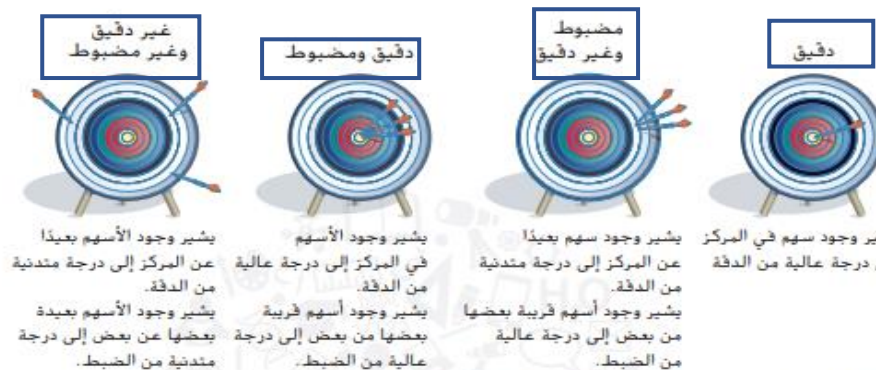 دقيق
مضبوط
وغير دقيق
دقيق ومضبوط
غير دقيق
وغير مضبوط
وجود سهم في المركز
درجة عالية من الدقة
يشير وجود سهم بعيدًا
عن المركز إلى درجة متدنية
من الدقة.
يشير وجود أسهم قريبة بعضها
من بعض إلى درجة عالية
من الضبط.
يشير وجود الأسهم
في المركز إلى درجة عالية
من الدقة.
يشير وجود أسهم قريبة
بعضها من بعض إلى درجة
عالية من الضبط.
يشير وجود الأسهم بعيدًا
عن المركز إلى درجة متدنية
من الدقة.
يشير وجود الأسهم بعيدة
بعضها عن بعض إلى درجة
متدنية من الضبط.